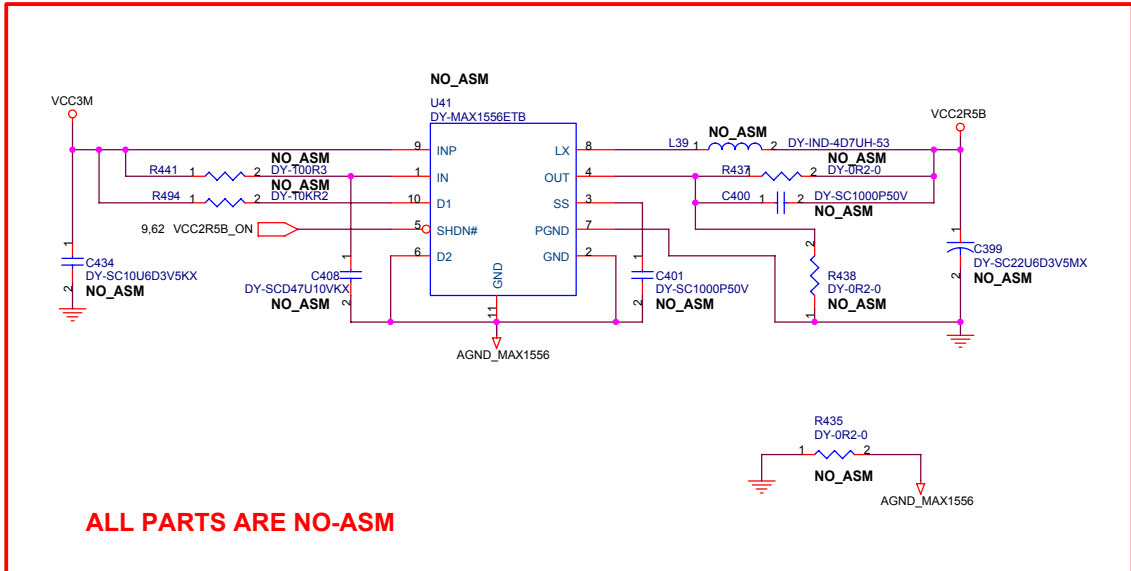 NO_ASM
U41
DY-MAX1556ETB
VCC3M
VCC2R5B
9 INP
1 IN
10 D1
5 SHDN#
6 D2
LX 8
OUT 4
SS 3
PGND 7
GND 2
GND
11
AGND_MAX1556
NO_ASM
R441 1 2 DY-100R3
NO_ASM
R494 1 2 DY-10KR2
9,62 VCC2R5B_ON
1
C434
DY-SC10U6D3V5KX
2
NO_ASM
1
C408
DY-SCD47U10VKX
2
NO_ASM
NO_ASM
L39 1 2 DY-IND-4D7UH-53
NO_ASM
R437 1 2 DY-0R2-0
C400 1 2 DY-SC1000P50V
NO_ASM
1
C401
DY-SC1000P50V
2
NO_ASM
2
R438
DY-0R2-0
NO_ASM
1
1
C399
DY-SC22U6D3V5MX
2
NO_ASM
R435
DY-0R2-0
1 2
NO_ASM
AGND_MAX1556
ALL PARTS ARE NO-ASM